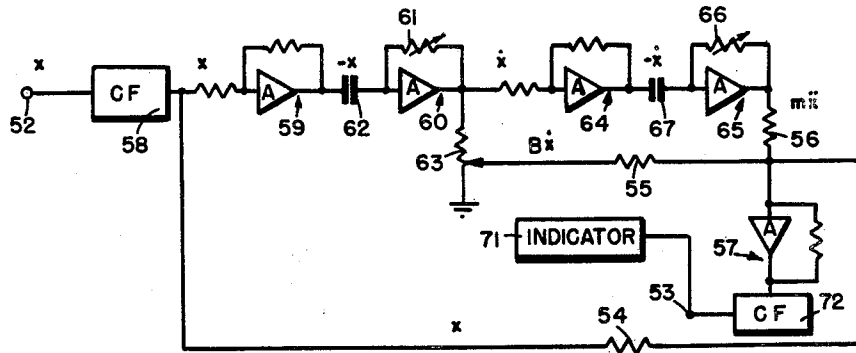 61
66
x
x
-x
ẋ
-ẋ
CF
A
A
A
A
52
58
59
62
60
64
67
65
mẍ
56
63
Bẋ
55
A
57
71
INDICATOR
53
CF
72
54
x